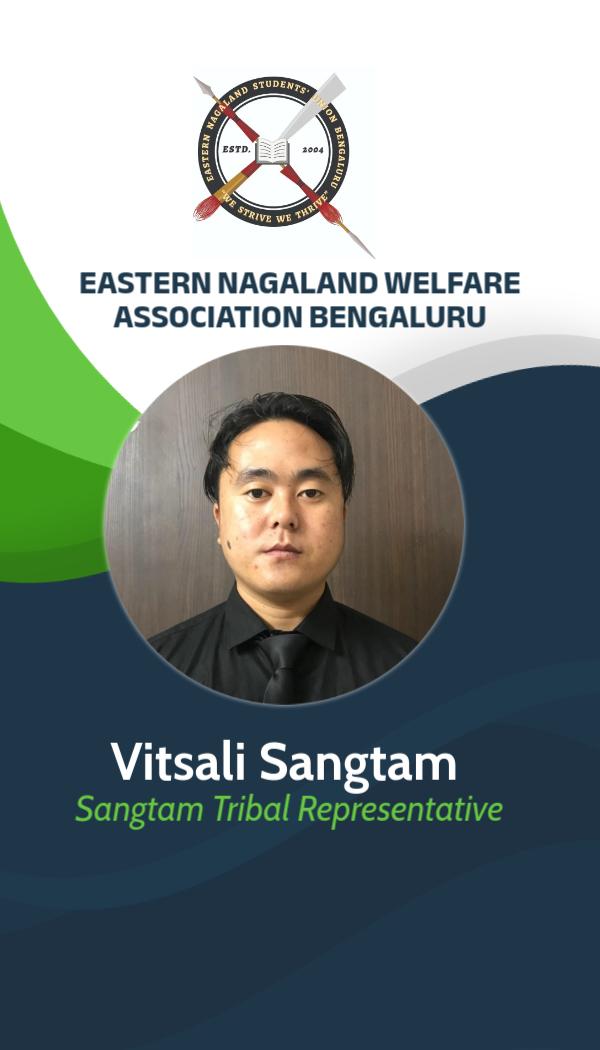 EASTERN NAGALAND STUDENTS' UNION BENGALURU
ESTD. 2004
"WE STRIVE WE THRIVE"
EASTERN NAGALAND WELFARE
ASSOCIATION BENGALURU
Vitsali Sangtam
Sangtam Tribal Representative